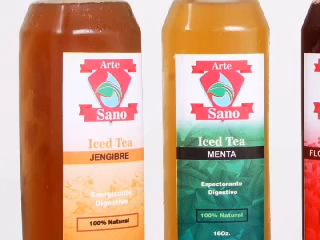 Arte
Sano
Iced Tea
JENGIBRE
Energizante
Digestivo
100% Natural
Arte
Sano
Iced Tea
MENTA
Expectorante
Digestivo
100% Natural
16Oz.
FLO